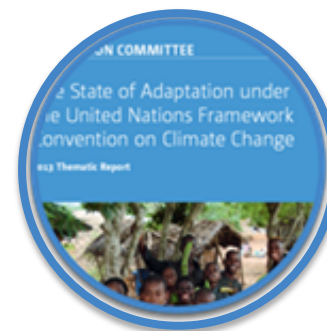 ON COMMITTEE
e State of Adaptation under
e United Nations Framework
onvention on Climate Change
013 Thematic Report